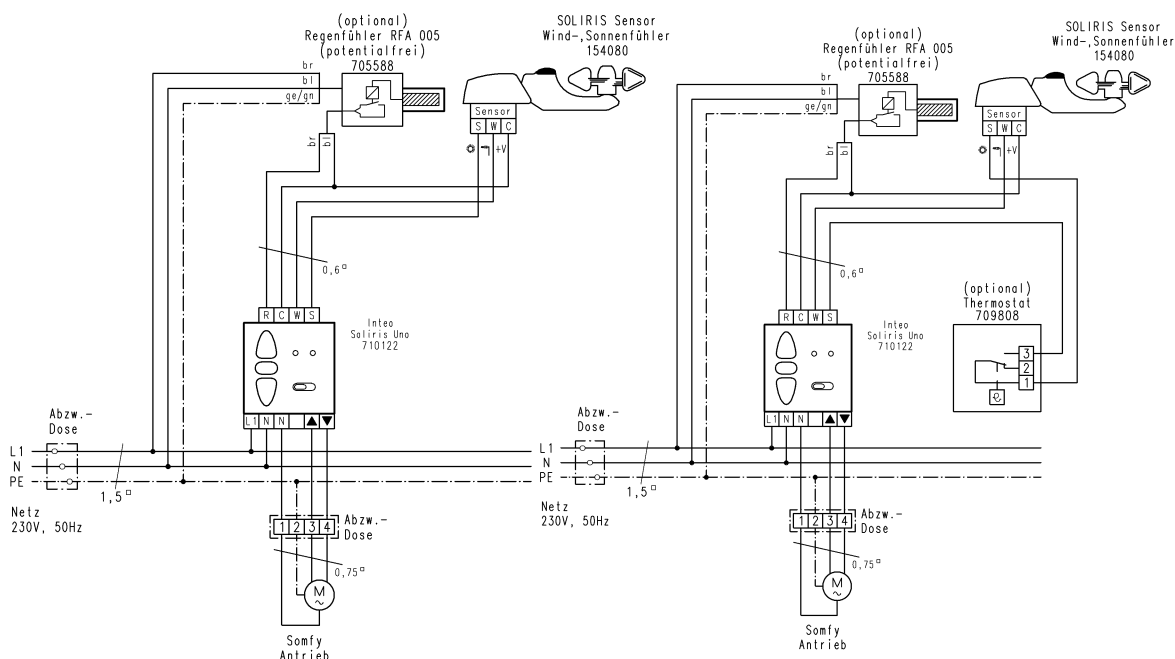 (optional)
Regenfühler RFA 005
(potentialfrei)
705588
SOLIRIS Sensor
Wind-,Sonnenfühler
154080
br
bl
ge/gn
Sensor
S W C
+V
br
bl
0,6
R C W S
Inteo
Soliris Uno
710122
L1 N N
Abzw.-
Dose
L1
N
PE
1,5
Netz
230V, 50Hz
1 2 3 4
Abzw.-
Dose
0,75
M
~
Somfy
Antrieb
(optional)
Regenfühler RFA 005
(potentialfrei)
705588
SOLIRIS Sensor
Wind-,Sonnenfühler
154080
br
bl
ge/gn
Sensor
S W C
+V
br
bl
0,6
(optional)
Thermostat
709808
3
2
1
R C W S
Inteo
Soliris Uno
710122
L1 N N
Abzw.-
Dose
L1
N
PE
1,5
Netz
230V, 50Hz
1 2 3 4
Abzw.-
Dose
0,75
M
~
Somfy
Antrieb